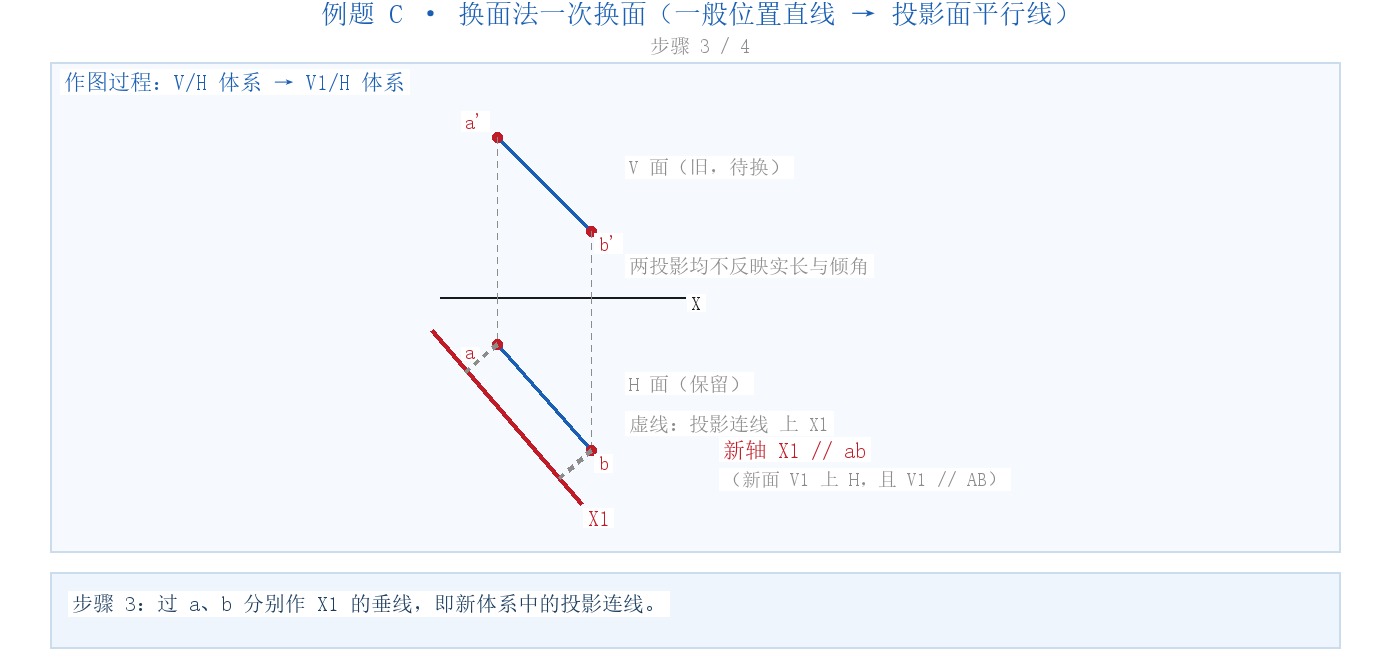 例题 C • 换面法一次换面（一般位置直线 → 投影面平行线）
步骤 3 / 4
作图过程：V/H 体系 → V1/H 体系
a'
V 面（旧，待换）
b'
两投影均不反映实长与倾角
X
a
H 面（保留）
虚线：投影连线 上 X1
新轴 X1 // ab
b
（新面 V1 上 H，且 V1 // AB）
X1
步骤 3：过 a、b 分别作 X1 的垂线，即新体系中的投影连线。